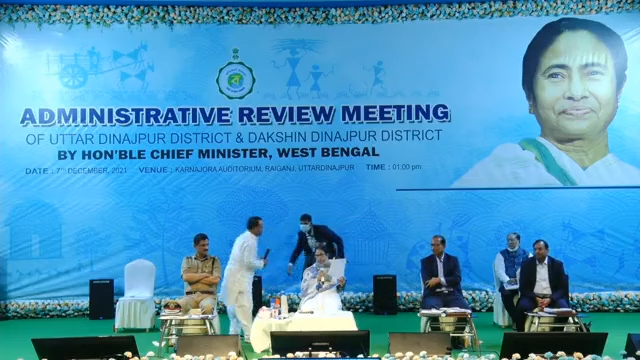 ADMINISTRATIVE REVIEW MEETING
OF UTTAR DINAJPUR DISTRICT & DAKSHIN DINAJPUR DISTRICT
BY HON'BLE CHIEF MINISTER, WEST BENGAL
DATE : 7TH DECEMBER, 2021 VENUE : KARNAJORA AUDITORIUM, RAIGANJ, UTTARDINAJPUR TIME : 01:00 pm.